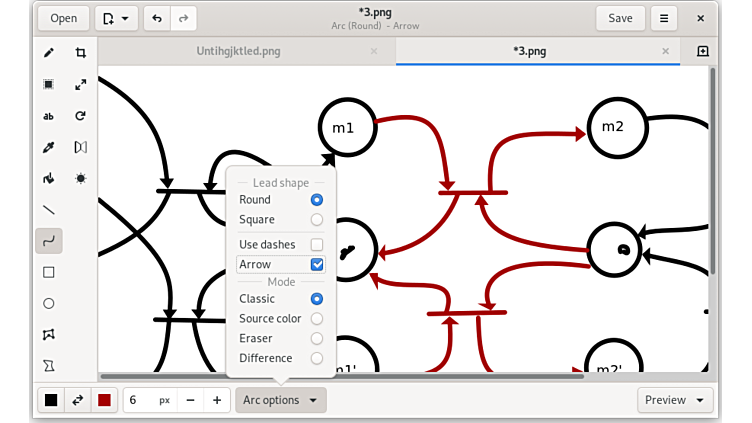 Open
*3.png
Arc (Round) - Arrow
Save
Untihgjktled.png
*3.png
ab
m1
m2
Lead shape
Round
Square
Use dashes
Arrow
Mode
Classic
Source color
Eraser
Difference
m1'
m2'
6 px
Arc options
Preview